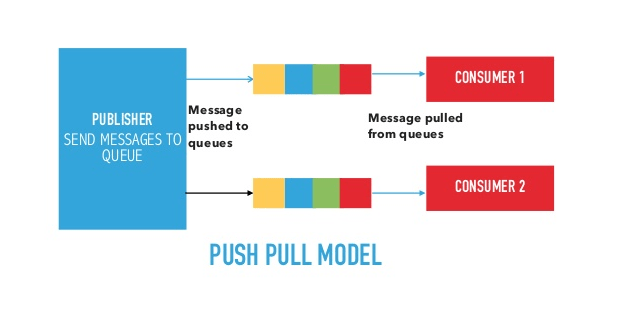 PUBLISHER
SEND MESSAGES TO
QUEUE
Message
pushed to
queues
CONSUMER 1
Message pulled
from queues
CONSUMER 2
PUSH PULL MODEL